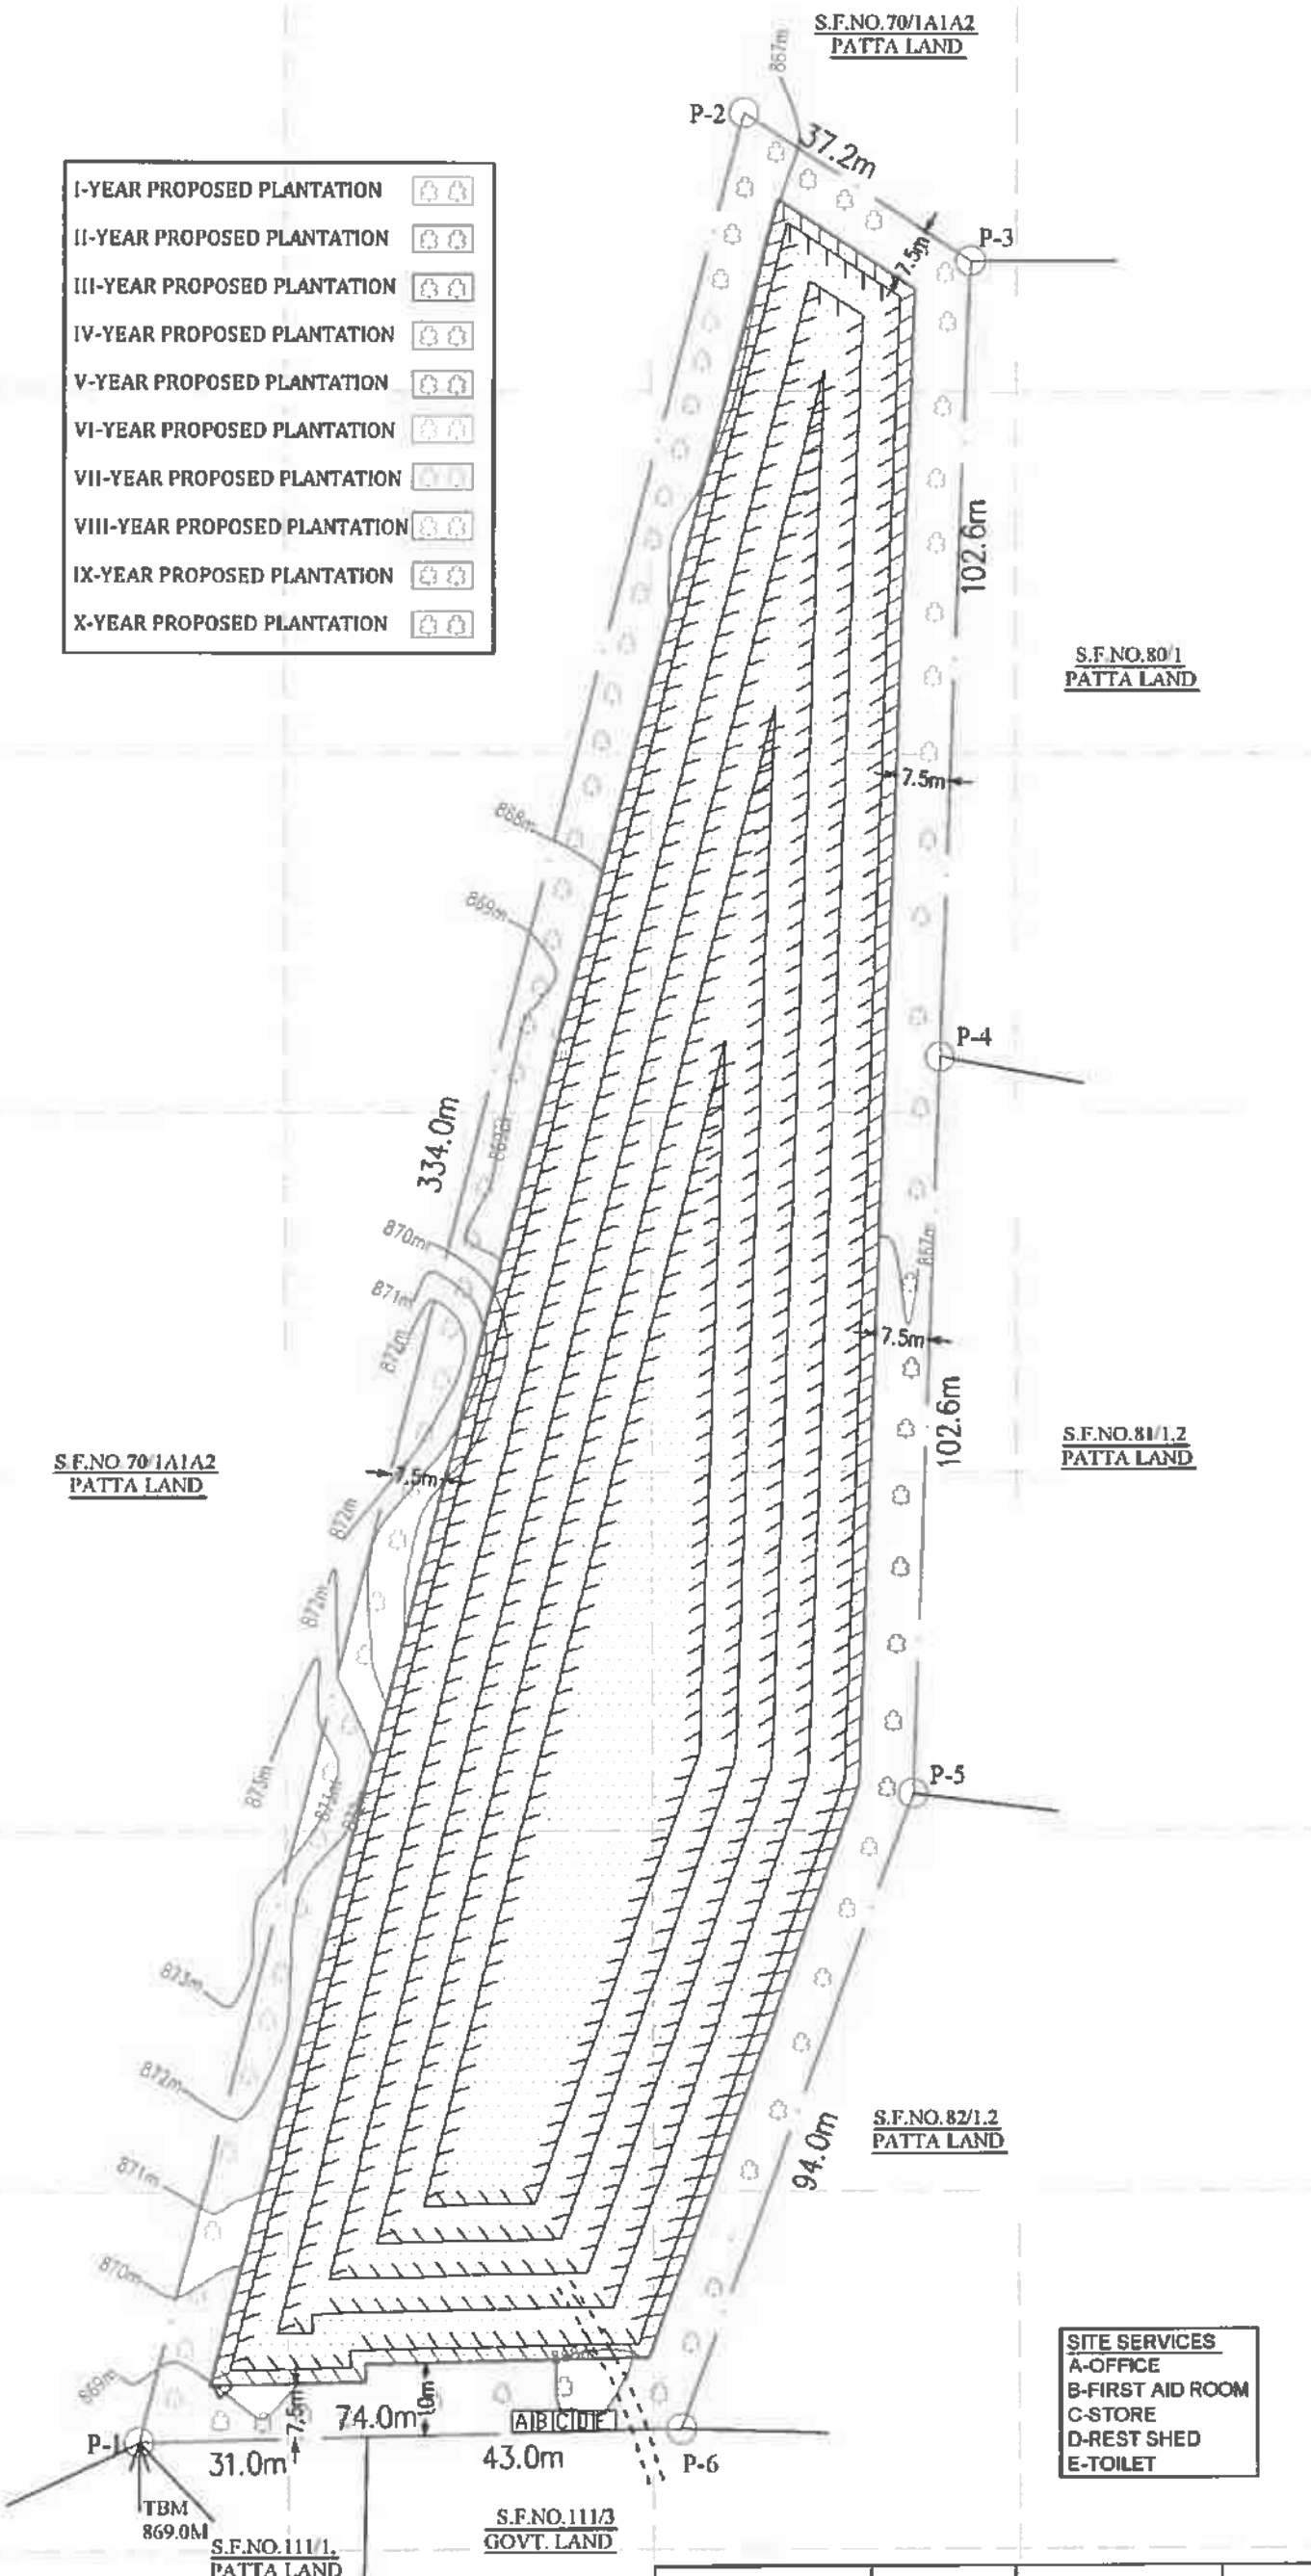 S.F.NO.70/1A1A2
PATTA LAND
867m
P-2
37.2m
P-3
7.5m
I-YEAR PROPOSED PLANTATION
II-YEAR PROPOSED PLANTATION
III-YEAR PROPOSED PLANTATION
IV-YEAR PROPOSED PLANTATION
V-YEAR PROPOSED PLANTATION
VI-YEAR PROPOSED PLANTATION
VII-YEAR PROPOSED PLANTATION
VIII-YEAR PROPOSED PLANTATION
IX-YEAR PROPOSED PLANTATION
X-YEAR PROPOSED PLANTATION
102.6m
S.F.NO.80/1
PATTA LAND
7.5m
868m
869m
P-4
334.0m
869m
870m
871m
872m
867m
7.5m
102.6m
S.F.NO.81/1,2
PATTA LAND
S.F.NO.70/1A1A2
PATTA LAND
7.5m
872m
872m
873m
P-5
873m
872m
94.0m
S.F.NO.82/1,2
PATTA LAND
871m
870m
869m
7.5m
74.0m
A B C D E
P-1
31.0m
43.0m
P-6
TBM
869.0M
S.F.NO.111/1,
PATTA LAND
S.F.NO.111/3
GOVT. LAND
SITE SERVICES
A-OFFICE
B-FIRST AID ROOM
C-STORE
D-REST SHED
E-TOILET